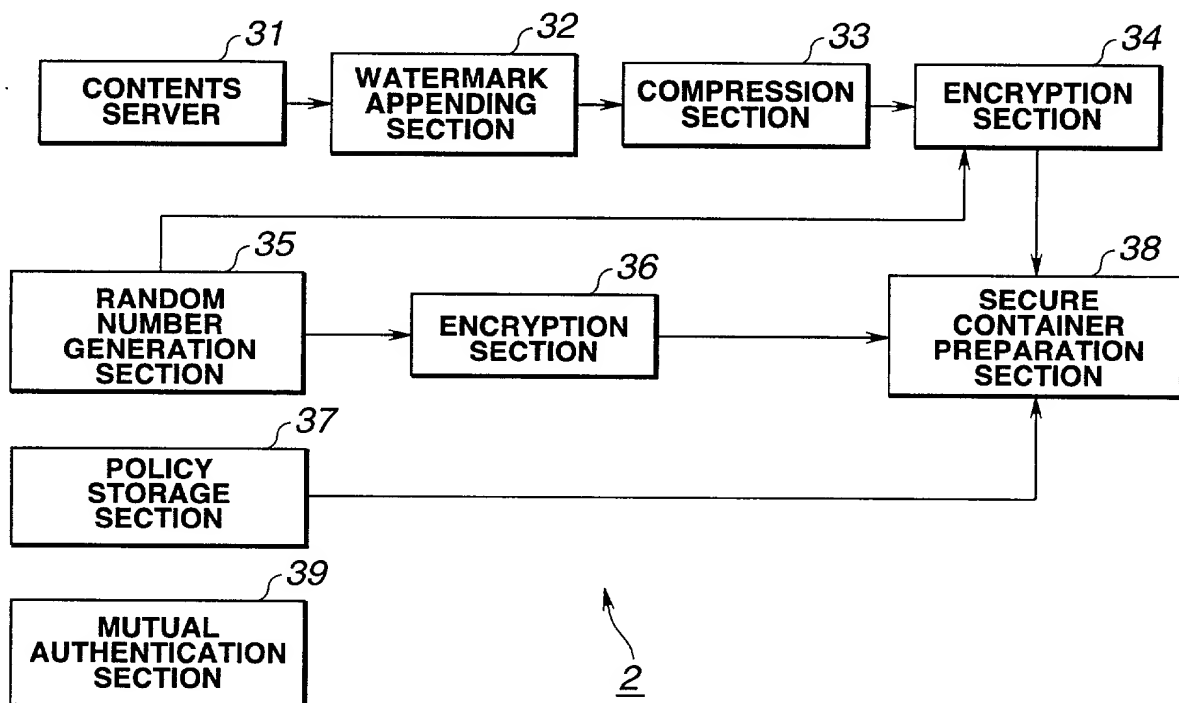 31
CONTENTS
SERVER
32
WATERMARK
APPENDING
SECTION
33
COMPRESSION
SECTION
34
ENCRYPTION
SECTION
35
RANDOM
NUMBER
GENERATION
SECTION
36
ENCRYPTION
SECTION
38
SECURE
CONTAINER
PREPARATION
SECTION
37
POLICY
STORAGE
SECTION
39
MUTUAL
AUTHENTICATION
SECTION
2